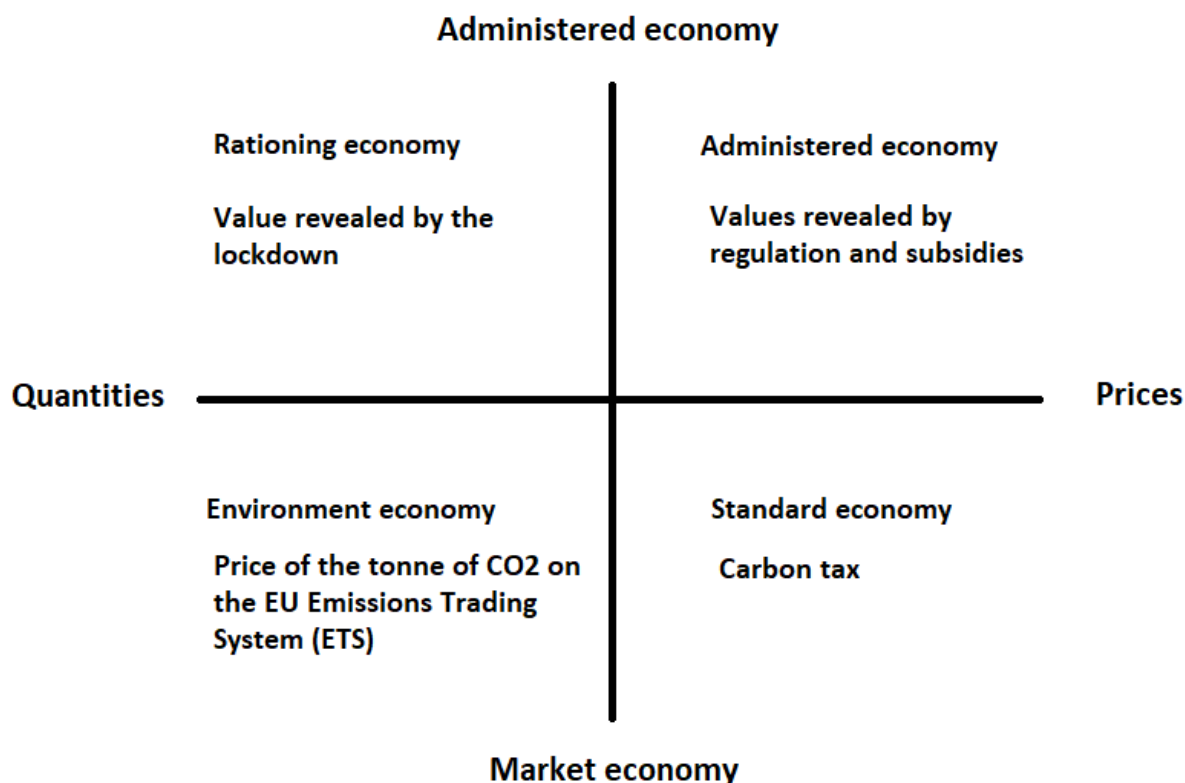 Administered economy
Rationing economy
Administered economy
Value revealed by the
lockdown
Values revealed by
regulation and subsidies
Quantities
Prices
Environment economy
Standard economy
Price of the tonne of CO2 on
the EU Emissions Trading
System (ETS)
Carbon tax
Market economy